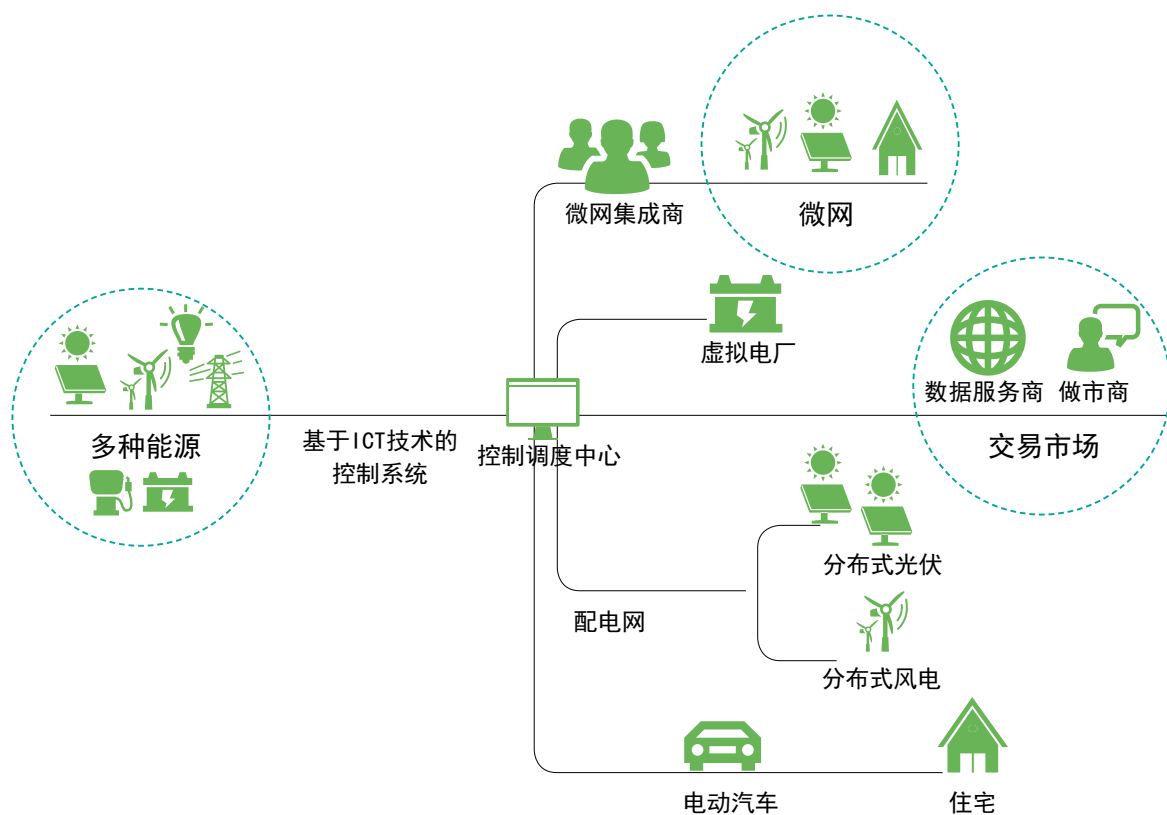 微网集成商
微网
虚拟电厂
数据服务商
做市商
多种能源
基于ICT技术的
控制系统
控制调度中心
交易市场
分布式光伏
配电网
分布式风电
电动汽车
住宅